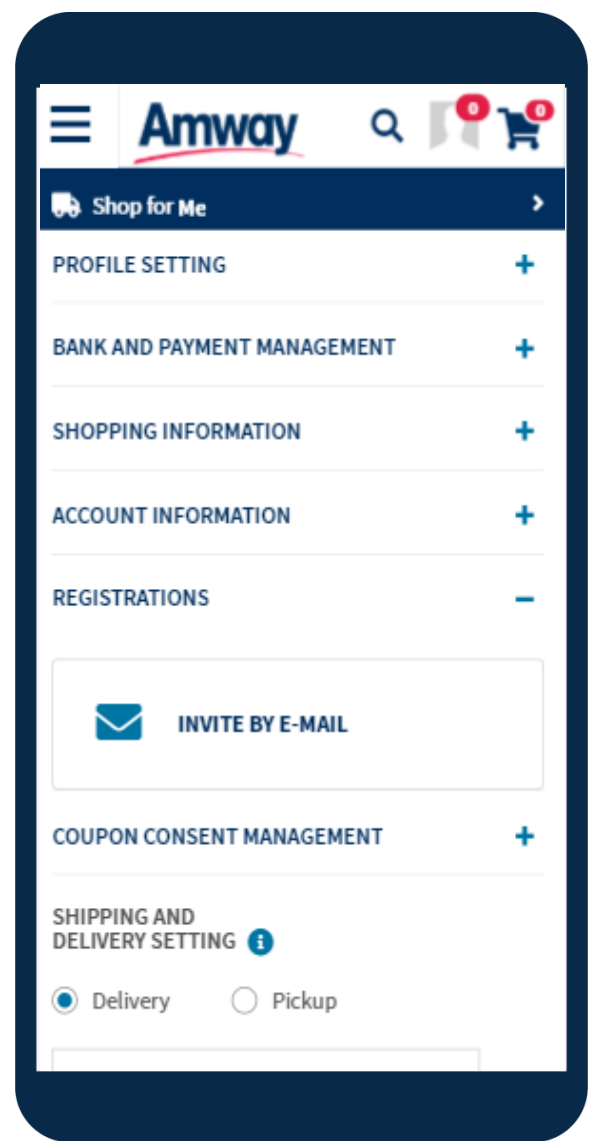 Amway
0
0
Shop for Me
PROFILE SETTING
BANK AND PAYMENT MANAGEMENT
SHOPPING INFORMATION
ACCOUNT INFORMATION
REGISTRATIONS
INVITE BY E-MAIL
COUPON CONSENT MANAGEMENT
SHIPPING AND
DELIVERY SETTING
Delivery
Pickup